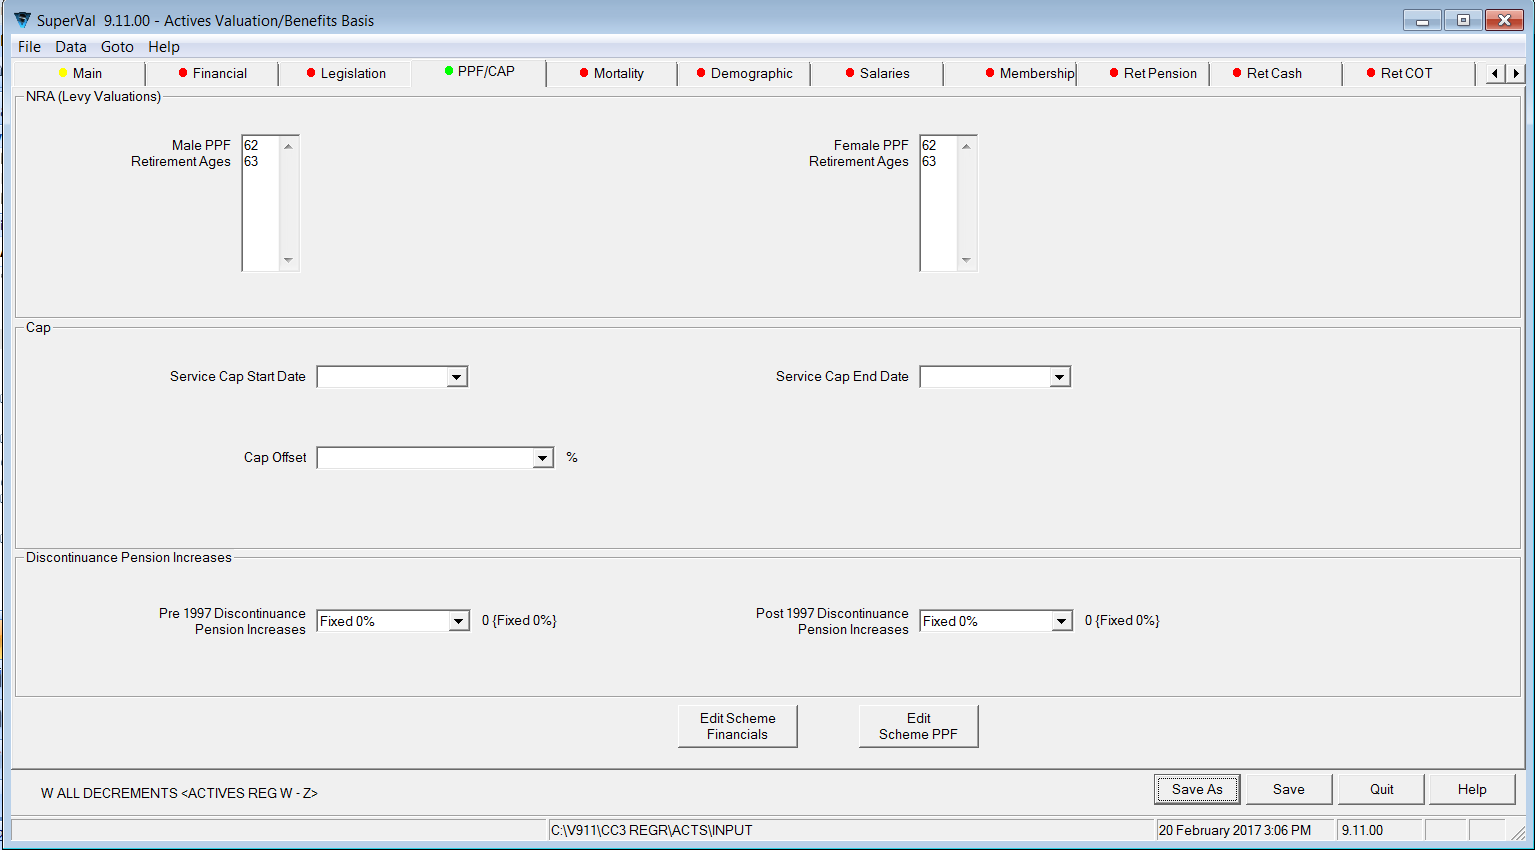 SuperVal 9.11.00 - Actives Valuation/Benefits Basis
File Data Goto Help
Main Financial Legislation PPF/CAP Mortality Demographic Salaries Membership Ret Pension Ret Cash Ret COT
NRA (Levy Valuations)
Male PPF
Retirement Ages
62
63
Female PPF
Retirement Ages
62
63
Cap
Service Cap Start Date
Service Cap End Date
Cap Offset %
Discontinuance Pension Increases
Pre 1997 Discontinuance
Pension Increases
Fixed 0% 0 {Fixed 0%}
Post 1997 Discontinuance
Pension Increases
Fixed 0% 0 {Fixed 0%}
Edit Scheme
Financials
Edit
Scheme PPF
W ALL DECREMENTS <ACTIVES REG W - Z>
Save As Save Quit Help
C:\V911\CC3 REGR\ACTS\INPUT 20 February 2017 3:06 PM 9.11.00